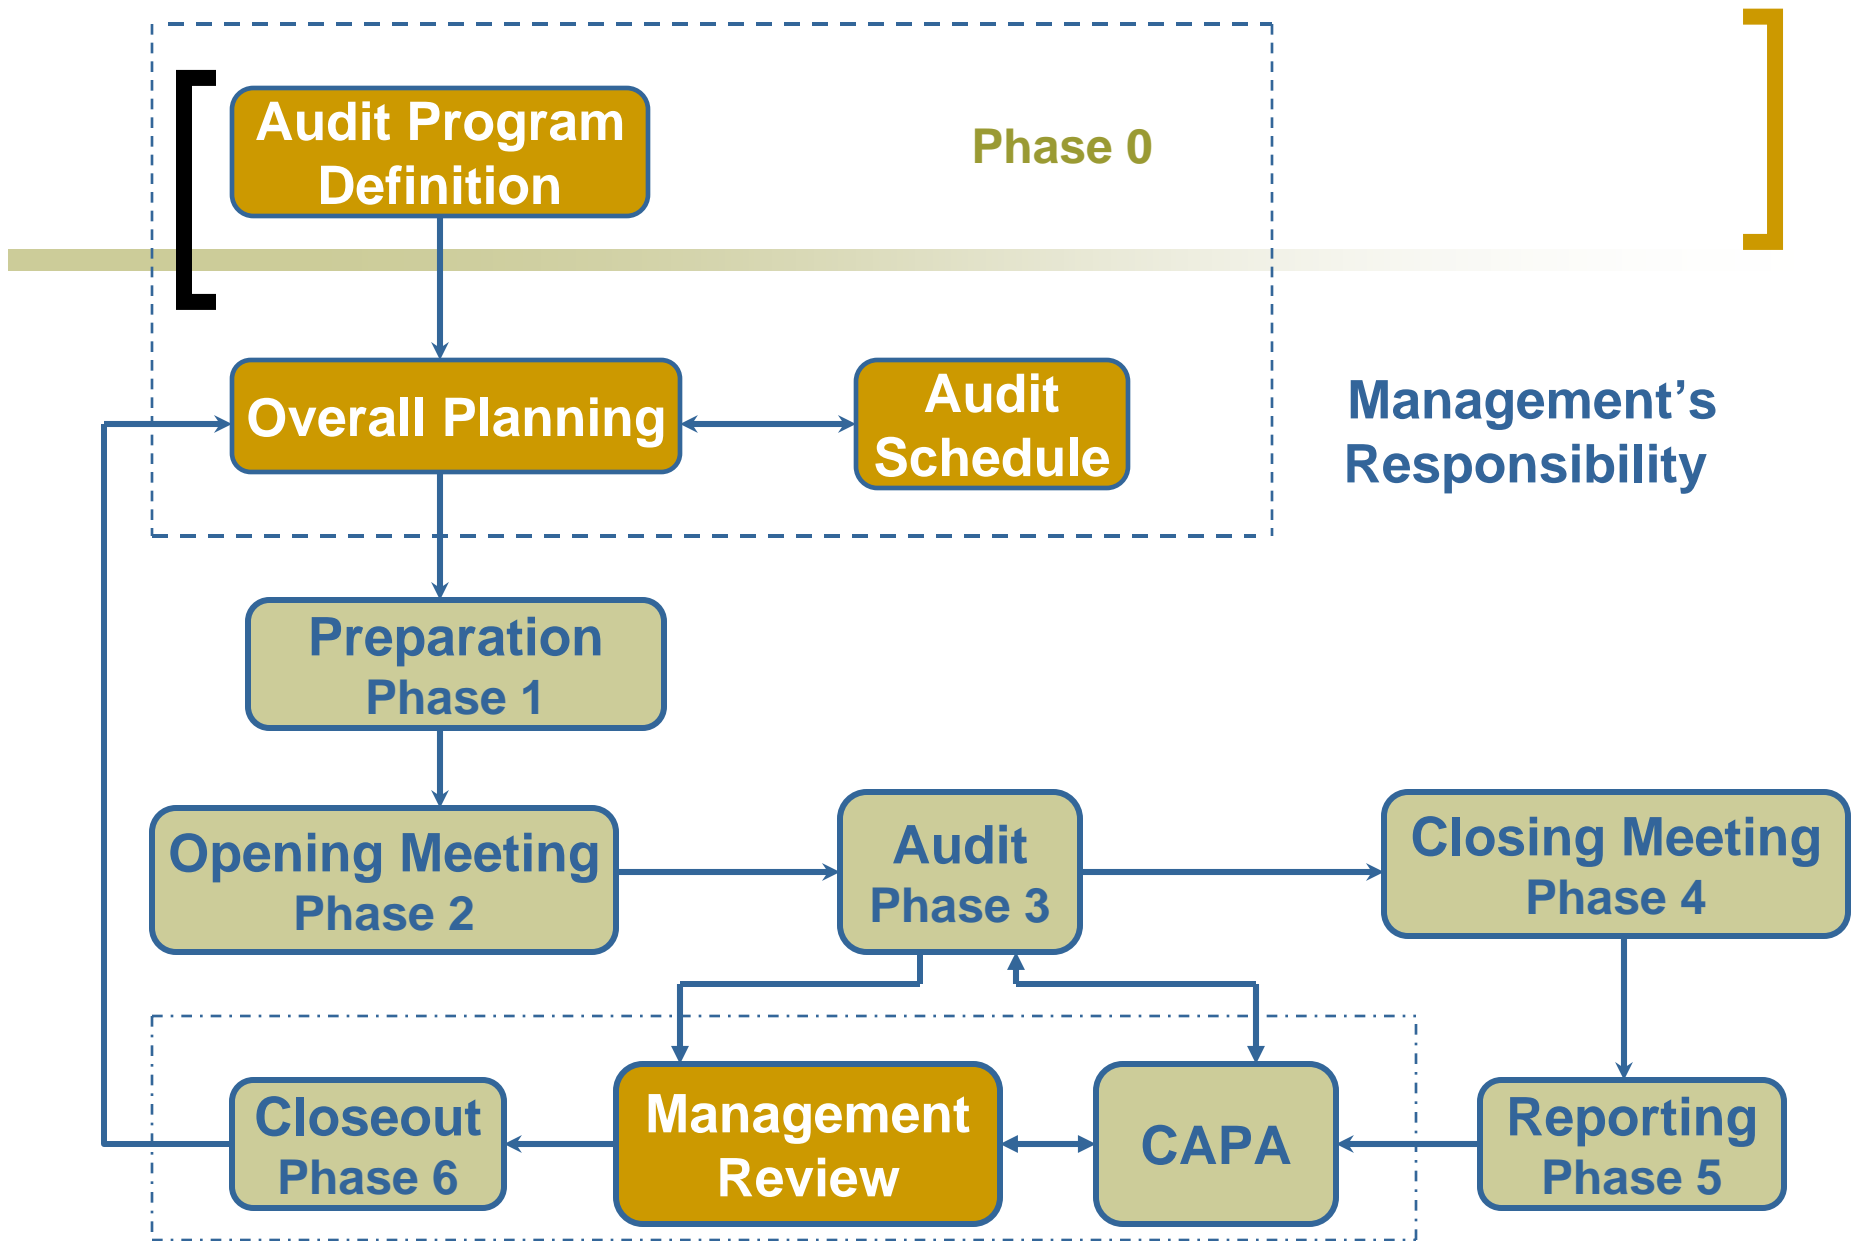 Audit Program
Definition
Phase 0
Overall Planning
Audit
Schedule
Management’s
Responsibility
Preparation
Phase 1
Opening Meeting
Phase 2
Audit
Phase 3
Closing Meeting
Phase 4
Closeout
Phase 6
Management
Review
CAPA
Reporting
Phase 5